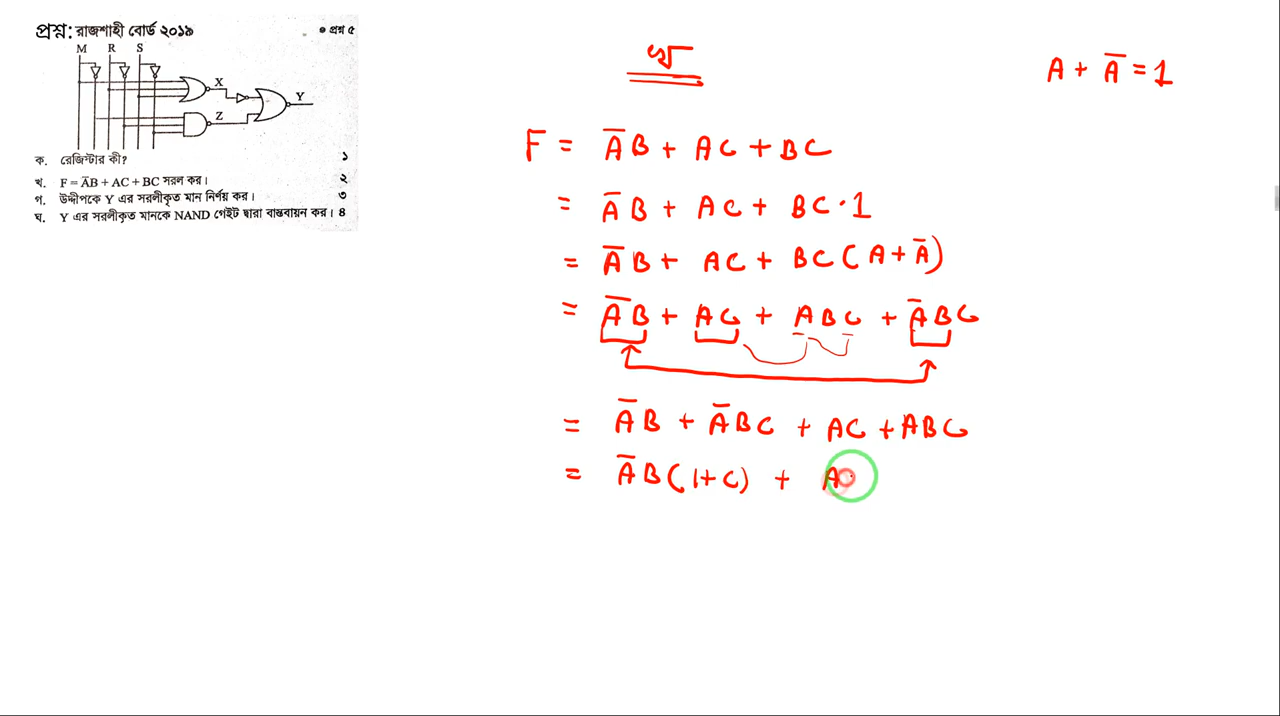 প্রশ্ন: রাজশাহী বোর্ড ২০১৯
● প্রশ্ন ৫
M R S
X
Y
Z
ক. রেজিস্টার কী? ১
খ. F = A̅B + AC + BC সরল কর। ২
গ. উদ্দীপকে Y এর সরলীকৃত মান নির্ণয় কর। ৩
ঘ. Y এর সরলীকৃত মানকে NAND গেইট দ্বারা বাস্তবায়ন কর। ৪
খ
A + A̅ = 1
F = A̅B + AC + BC
= A̅B + AC + BC·1
= A̅B + AC + BC(A+A̅)
= A̅B + AC + ABC + A̅BC
= A̅B + A̅BC + AC + ABC
= A̅B(1+C) + A